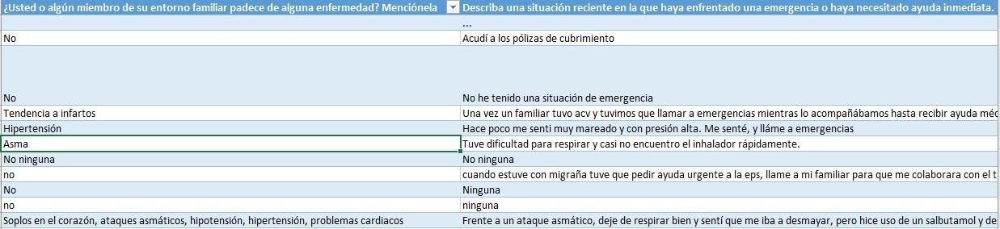 ¿Usted o algún miembro de su entorno familiar padece de alguna enfermedad? Menciónela Describa una situación reciente en la que haya enfrentado una emergencia o haya necesitado ayuda inmediata.
...
No Acudí a los pólizas de cubrimiento
No No he tenido una situación de emergencia
Tendencia a infartos Una vez un familiar tuvo acv y tuvimos que llamar a emergencias mientras lo acompañábamos hasta recibir ayuda méd
Hipertensión Hace poco me senti muy mareado y con presión alta. Me senté, y lláme a emergencias
Asma Tuve dificultad para respirar y casi no encuentro el inhalador rápidamente.
No ninguna No ninguna
no cuando estuve con migraña tuve que pedir ayuda urgente a la eps, llame a mi familiar para que me colaborara con el t
No Ninguna
no ninguna
Soplos en el corazón, ataques asmáticos, hipotensión, hipertensión, problemas cardiacos Frente a un ataque asmático, deje de respirar bien y sentí que me iba a desmayar, pero hice uso de un salbutamol y de